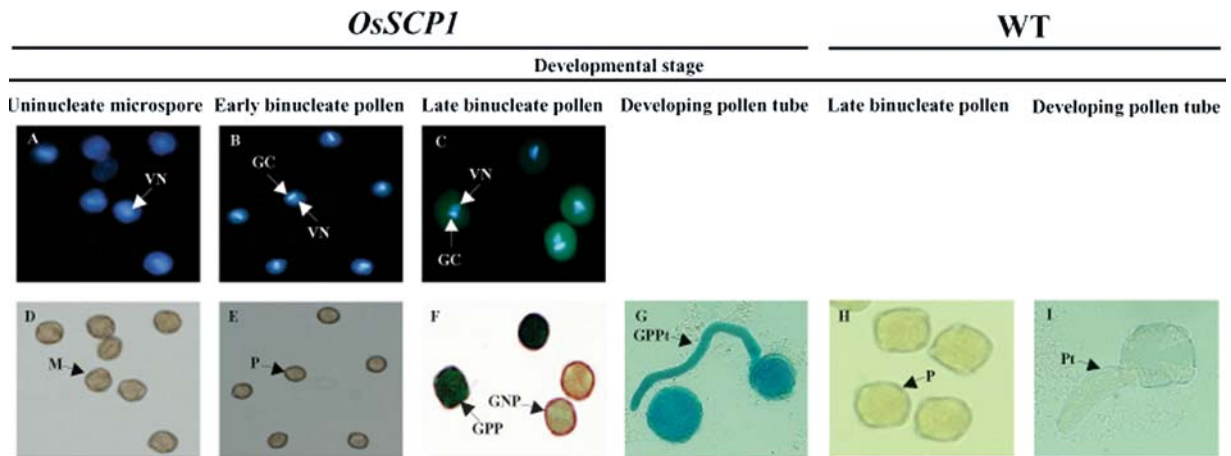 OsSCP1 WT
Developmental stage
Uninucleate microspore Early binucleate pollen Late binucleate pollen Developing pollen tube Late binucleate pollen Developing pollen tube
A B C
VN GC VN VN GC
D E F G H I
M P GNP GPP GPPt P Pt